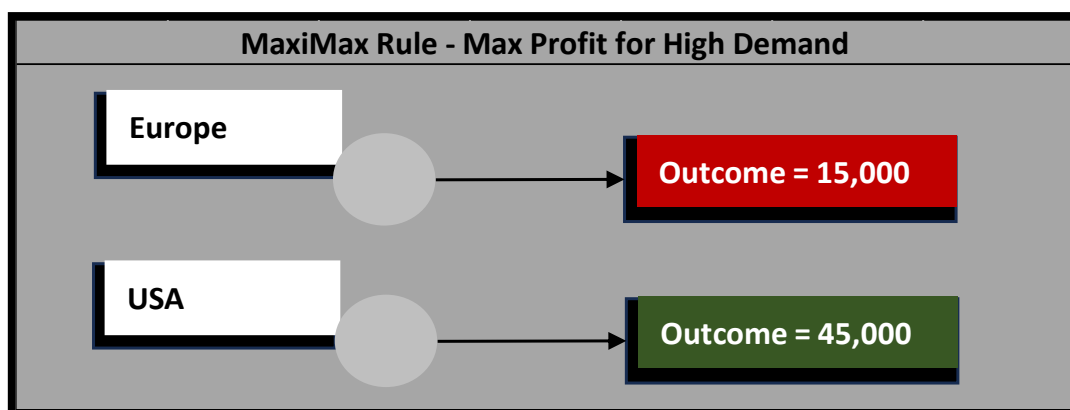 MaxiMax Rule - Max Profit for High Demand
Europe
Outcome = 15,000
USA
Outcome = 45,000